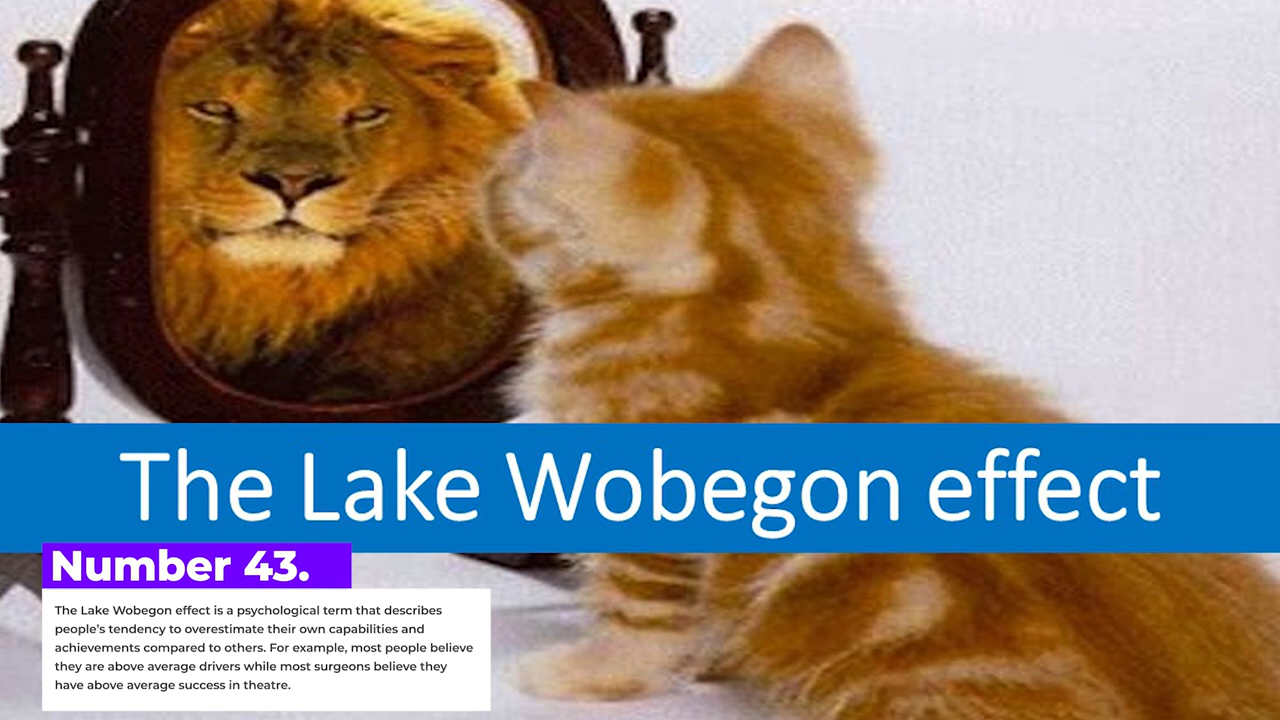 The Lake Wobegon effect
Number 43.
The Lake Wobegon effect is a psychological term that describes
people’s tendency to overestimate their own capabilities and
achievements compared to others. For example, most people believe
they are above average drivers while most surgeons believe they
have above average success in theatre.